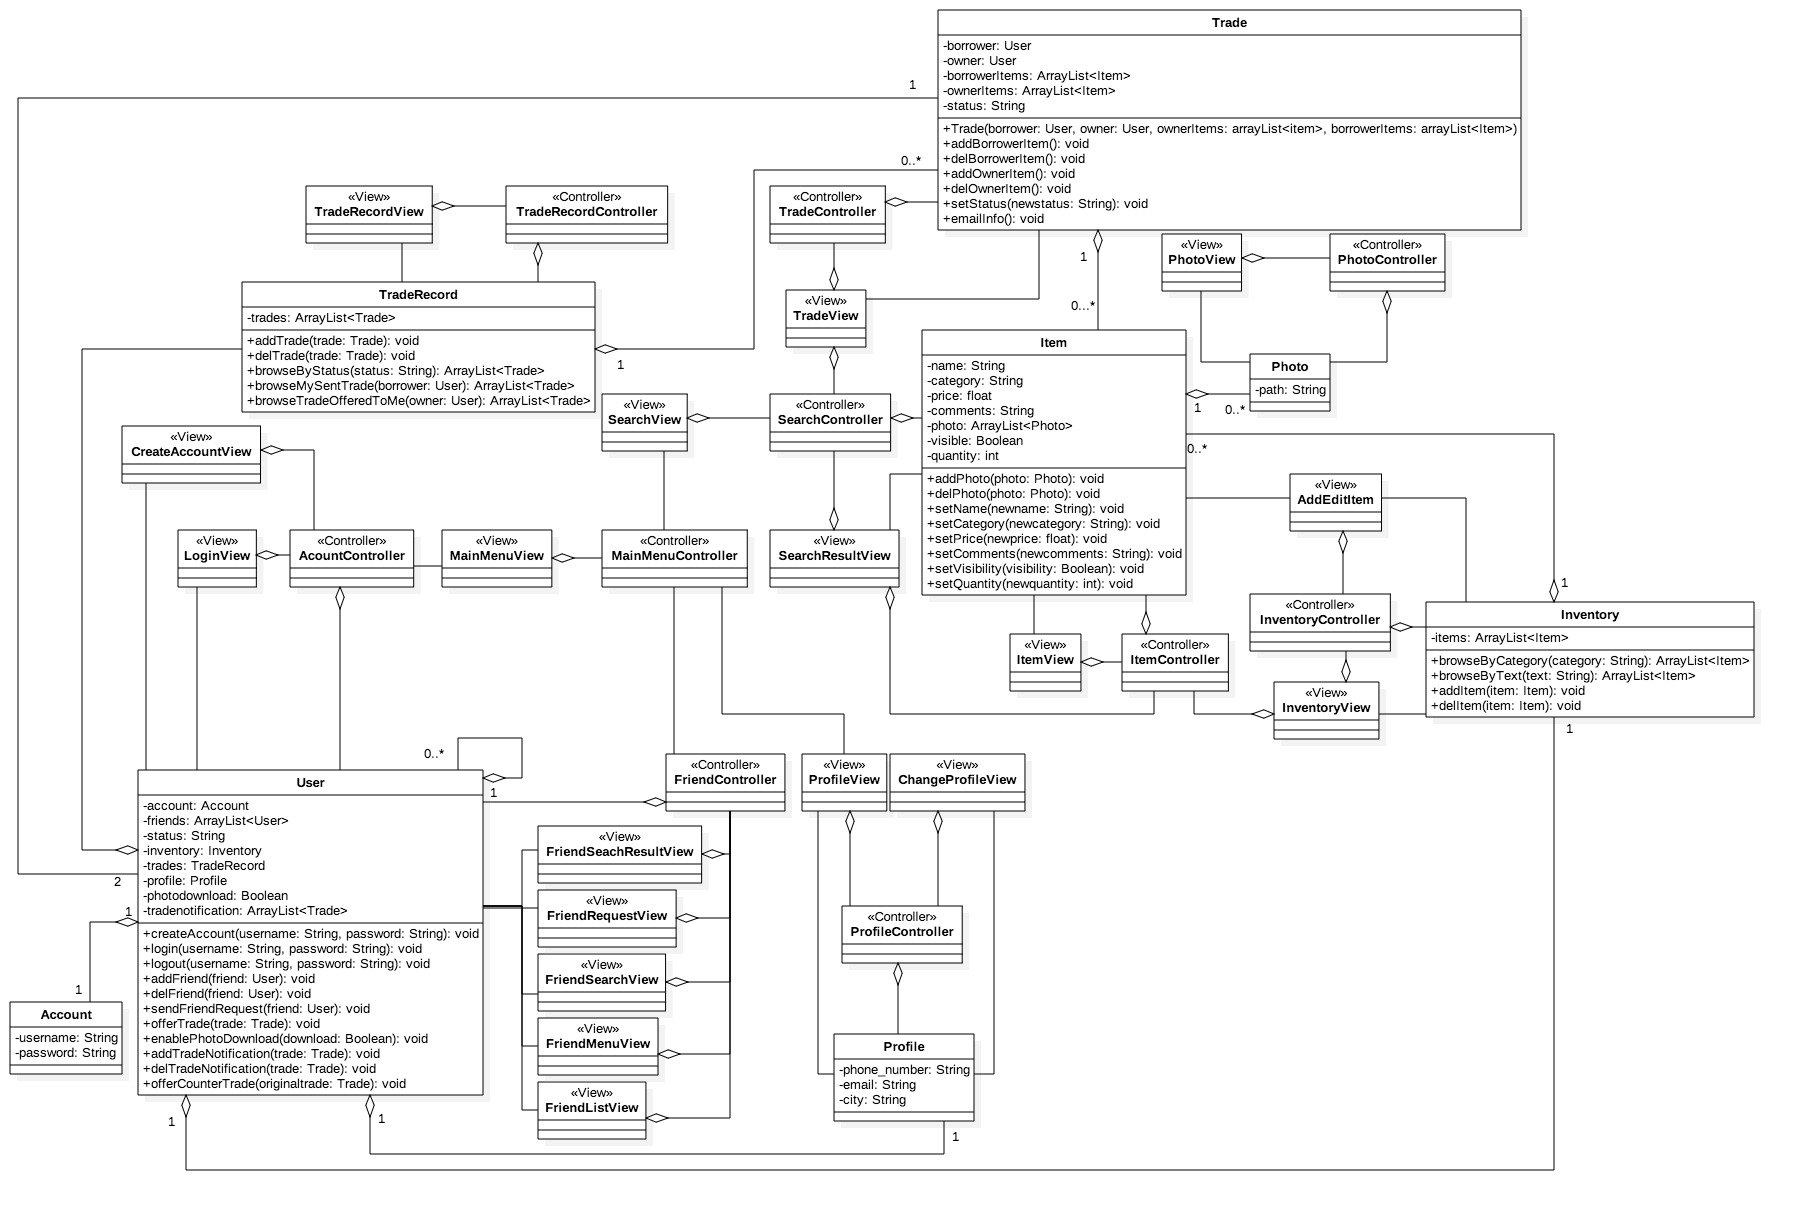 Trade
-borrower: User
-owner: User
-borrowerItems: ArrayList<Item>
-ownerItems: ArrayList<Item>
-status: String
+Trade(borrower: User, owner: User, ownerItems: arrayList<item>, borrowerItems: arrayList<Item>)
+addBorrowerItem(): void
+delBorrowerItem(): void
+addOwnerItem(): void
+delOwnerItem(): void
+setStatus(newstatus: String): void
+emailInfo(): void
1
0..*
«View»
TradeRecordView
«Controller»
TradeRecordController
«Controller»
TradeController
1
0...*
«View»
PhotoView
«Controller»
PhotoController
TradeRecord
-trades: ArrayList<Trade>
+addTrade(trade: Trade): void
+delTrade(trade: Trade): void
+browseByStatus(status: String): ArrayList<Trade>
+browseMySentTrade(borrower: User): ArrayList<Trade>
+browseTradeOfferedToMe(owner: User): ArrayList<Trade>
1
«View»
TradeView
Item
-name: String
-category: String
-price: float
-comments: String
-photo: ArrayList<Photo>
-visible: Boolean
-quantity: int
+addPhoto(photo: Photo): void
+delPhoto(photo: Photo): void
+setName(newname: String): void
+setCategory(newcategory: String): void
+setPrice(newprice: float): void
+setComments(newcomments: String): void
+setVisibility(visibility: Boolean): void
+setQuantity(newquantity: int): void
Photo
-path: String
1
0..*
0..*
«View»
SearchView
«Controller»
SearchController
«View»
CreateAccountView
«View»
AddEditItem
«View»
LoginView
«Controller»
AcountController
«View»
MainMenuView
«Controller»
MainMenuController
«View»
SearchResultView
1
«Controller»
InventoryController
Inventory
-items: ArrayList<Item>
+browseByCategory(category: String): ArrayList<Item>
+browseByText(text: String): ArrayList<Item>
+addItem(item: Item): void
+delItem(item: Item): void
1
«View»
ItemView
«Controller»
ItemController
«View»
InventoryView
0..*
1
User
-account: Account
-friends: ArrayList<User>
-status: String
-inventory: Inventory
-trades: TradeRecord
-profile: Profile
-photodownload: Boolean
-tradenotification: ArrayList<Trade>
+createAccount(username: String, password: String): void
+login(username: String, password: String): void
+logout(username: String, password: String): void
+addFriend(friend: User): void
+delFriend(friend: User): void
+sendFriendRequest(friend: User): void
+offerTrade(trade: Trade): void
+enablePhotoDownload(download: Boolean): void
+addTradeNotification(trade: Trade): void
+delTradeNotification(trade: Trade): void
+offerCounterTrade(originaltrade: Trade): void
2
1
1
Account
-username: String
-password: String
«Controller»
FriendController
«View»
ProfileView
«View»
ChangeProfileView
«View»
FriendSeachResultView
«View»
FriendRequestView
«View»
FriendSearchView
«View»
FriendMenuView
«View»
FriendListView
«Controller»
ProfileController
Profile
-phone_number: String
-email: String
-city: String
1
1
1